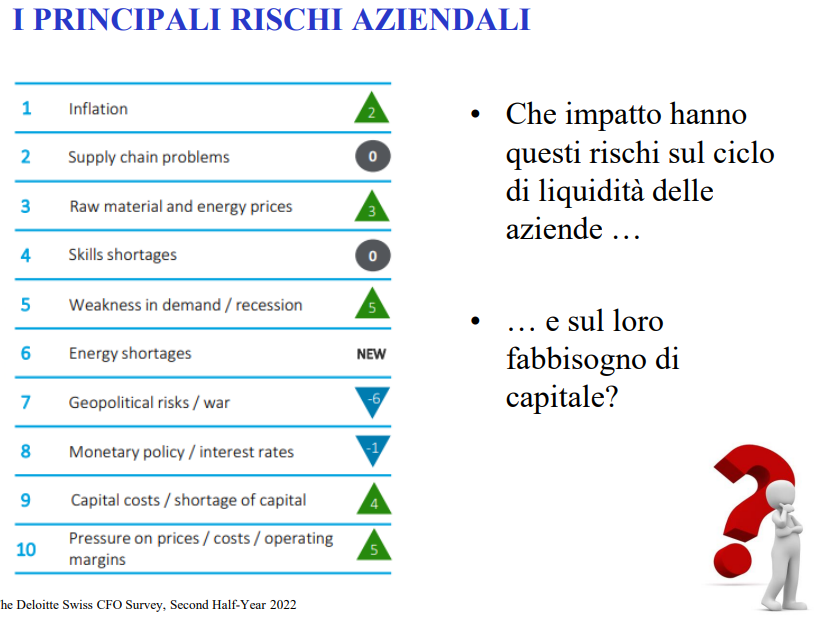 I PRINCIPALI RISCHI AZIENDALI
1 Inflation 2
2 Supply chain problems 0
3 Raw material and energy prices 3
4 Skills shortages 0
5 Weakness in demand / recession 5
6 Energy shortages NEW
7 Geopolitical risks / war -6
8 Monetary policy / interest rates -1
9 Capital costs / shortage of capital 4
10 Pressure on prices / costs / operating
margins 5
• Che impatto hanno
questi rischi sul ciclo
di liquidità delle
aziende …
• … e sul loro
fabbisogno di
capitale?
he Deloitte Swiss CFO Survey, Second Half-Year 2022